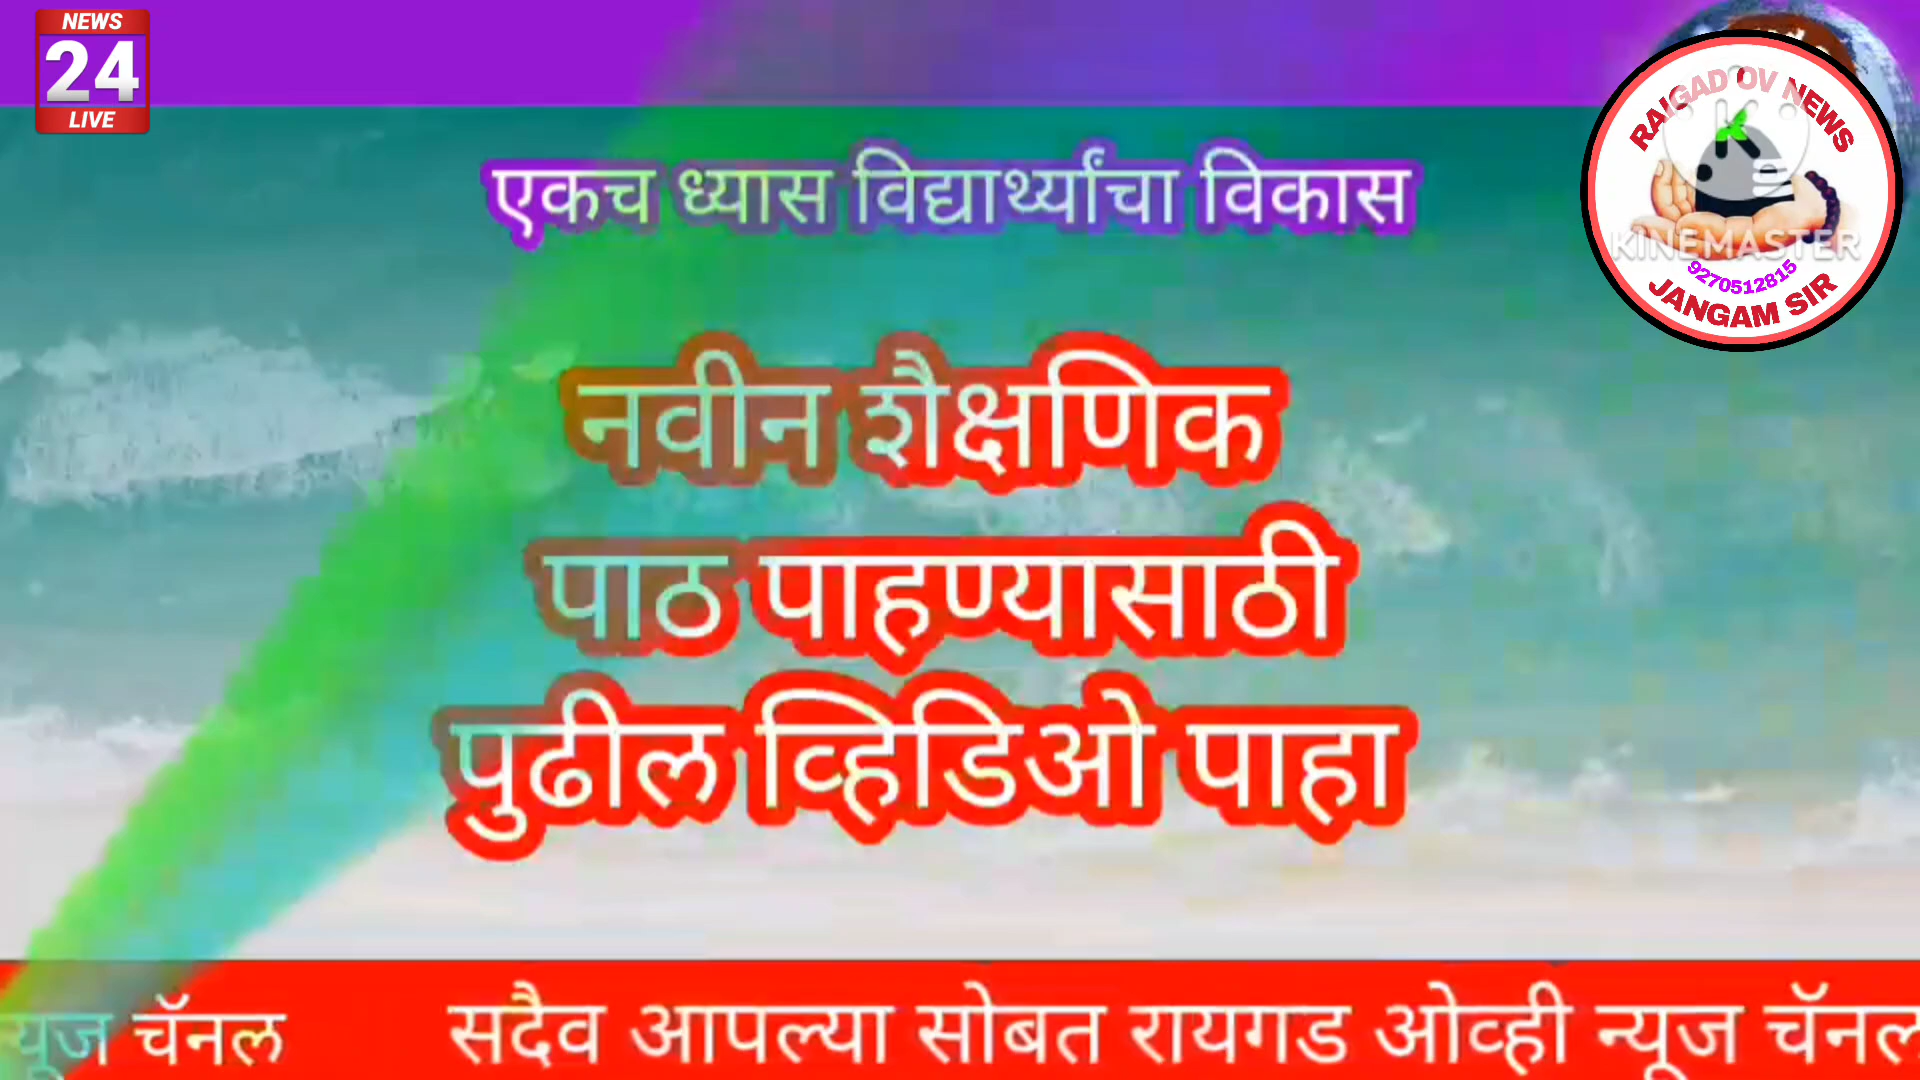 NEWS
24
LIVE
RAIGAD OV NEWS
KINEMASTER
9270512815
JANGAM SIR
एकच ध्यास विद्यार्थ्यांचा विकास
नवीन शैक्षणिक
पाठ पाहण्यासाठी
पुढील व्हिडिओ पाहा
न्यूज चॅनल सदैव आपल्या सोबत रायगड ओव्ही न्यूज चॅनल